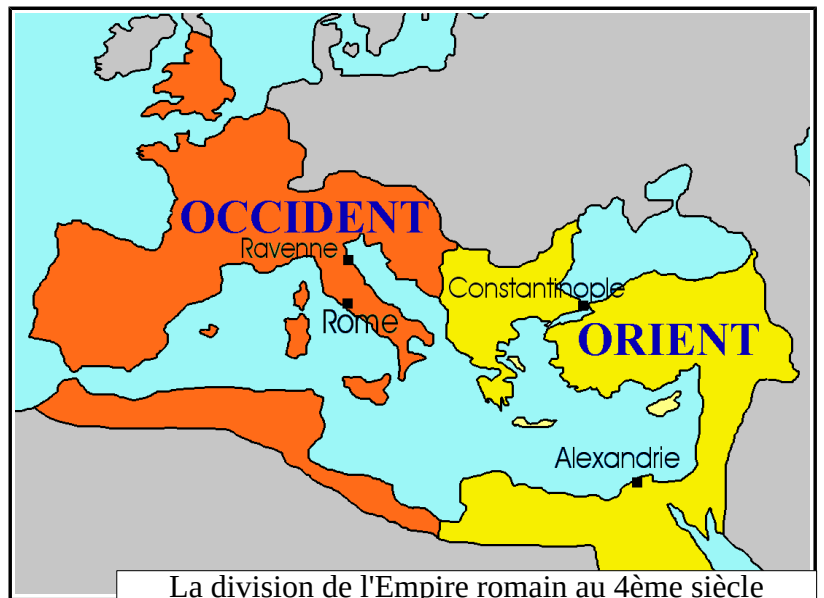 OCCIDENT
Ravenne
Constantinople
Rome
ORIENT
Alexandrie
La division de l'Empire romain au 4ème siècle